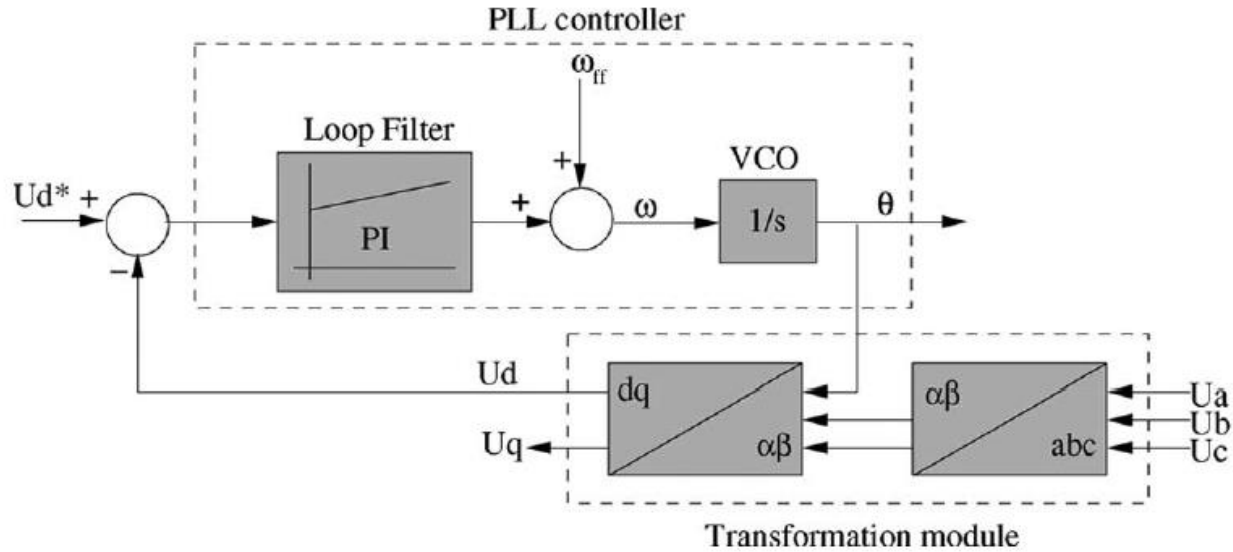 PLL controller
ωff
Loop Filter
VCO
Ud* +
+
+
ω
1/s
θ
PI
−
Ud
dq
αβ
Ua
Ub
Uq
αβ
abc
Uc
Transformation module